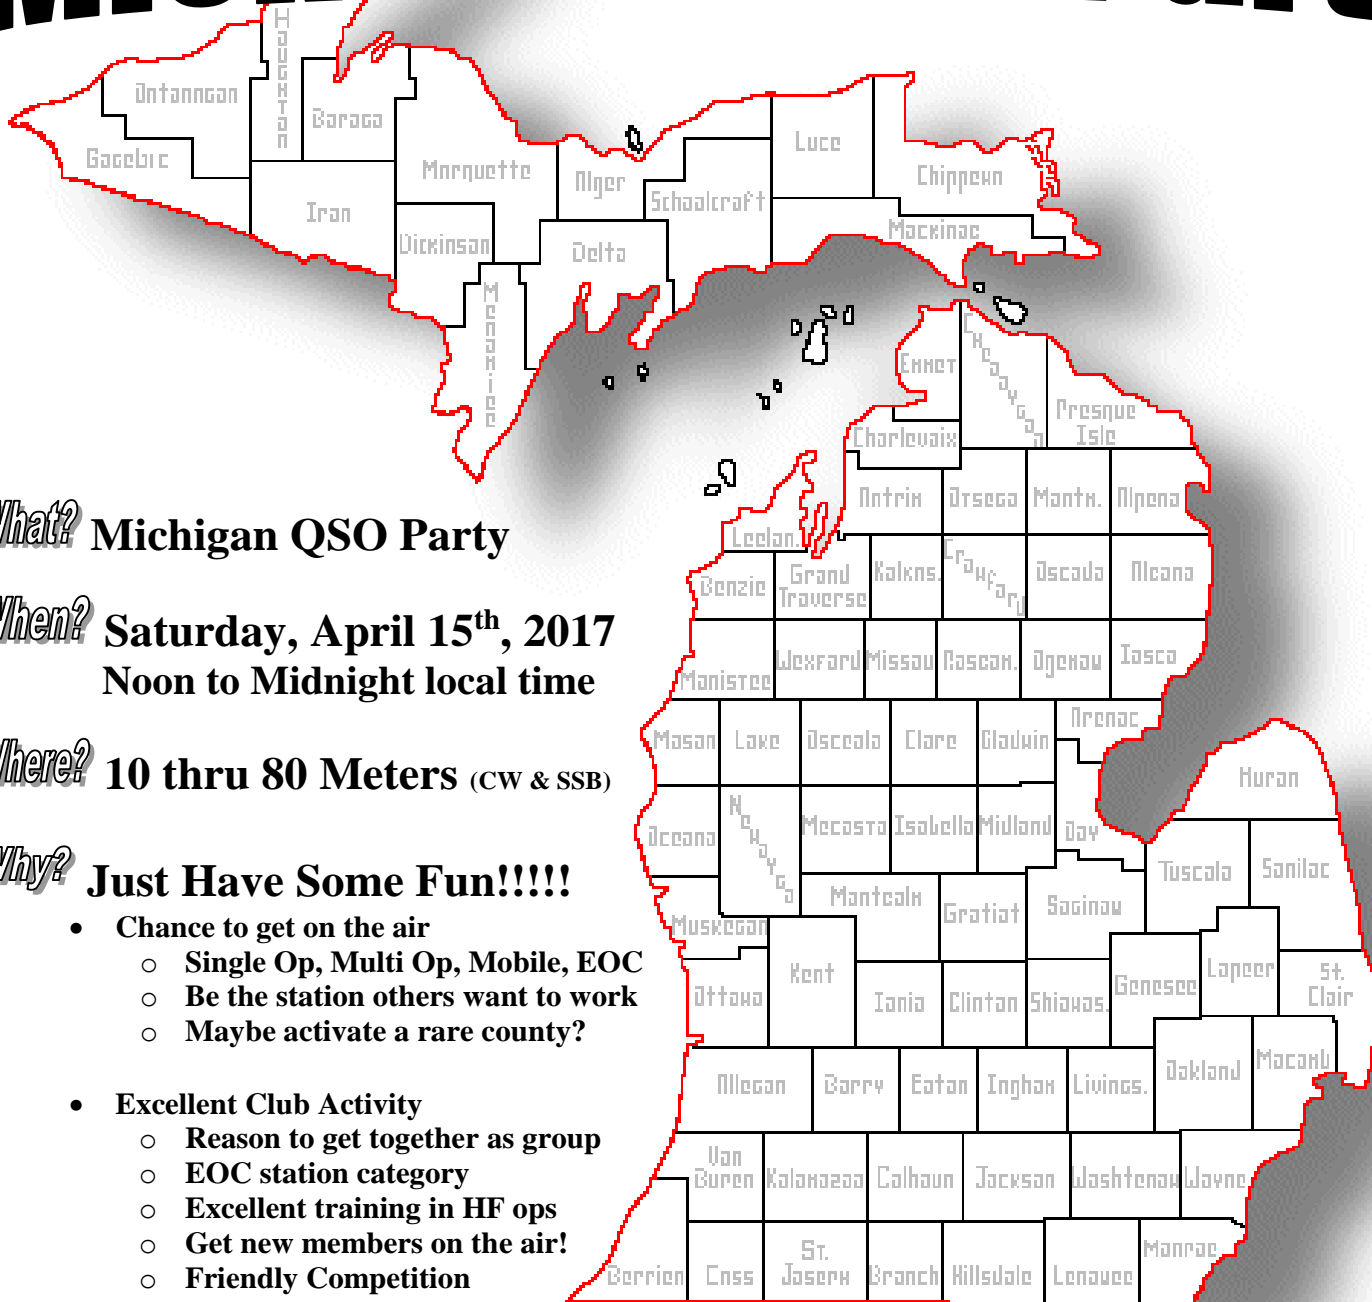 What? Michigan QSO Party
When? Saturday, April 15th, 2017
Noon to Midnight local time
Where? 10 thru 80 Meters (CW & SSB)
Why? Just Have Some Fun!!!!!
• Chance to get on the air
o Single Op, Multi Op, Mobile, EOC
o Be the station others want to work
o Maybe activate a rare county?
• Excellent Club Activity
o Reason to get together as group
o EOC station category
o Excellent training in HF ops
o Get new members on the air!
o Friendly Competition
Houghton
Ontonagon
Baraga
Gogebic
Iron
Marquette
Dickinson
Menominee
Alger
Delta
Schoolcraft
Luce
Chippewa
Mackinac
Emmet
Cheboygan
Presque
Isle
Charlevoix
Antrim
Otsego
Montm.
Alpena
Leelan.
Benzie
Grand
Traverse
Kalkns.
Crawford
Oscoda
Alcona
Manistee
Wexford
Missau
Roscom.
Ogemaw
Iosco
Mason
Lake
Osceola
Clare
Gladwin
Arenac
Huron
Oceana
Newaygo
Mecosta
Isabella
Midland
Bay
Tuscola
Sanilac
Muskegon
Montcalm
Gratiot
Saginaw
Ottawa
Kent
Ionia
Clinton
Shiawas.
Genesee
Lapeer
St.
Clair
Allegan
Barry
Eaton
Ingham
Livings.
Oakland
Macomb
Van
Buren
Kalamazoo
Calhoun
Jackson
Washtenaw
Wayne
Berrien
Cass
St.
Joseph
Branch
Hillsdale
Lenawee
Monroe